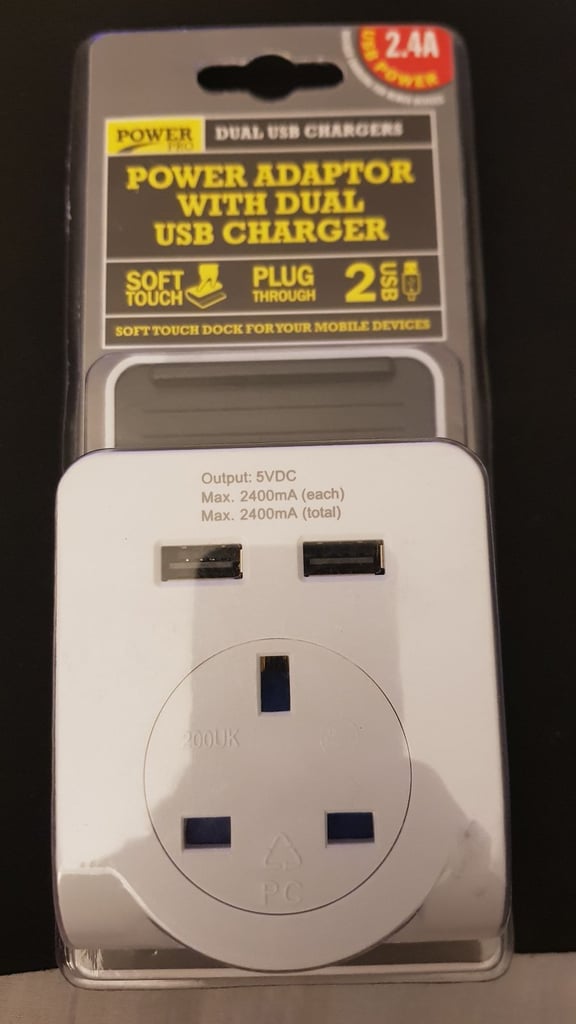 2.4A
USB POWER
POWER
PRO
DUAL USB CHARGERS
POWER ADAPTOR
WITH DUAL
USB CHARGER
SOFT
TOUCH
PLUG
THROUGH
2 USB
SOFT TOUCH DOCK FOR YOUR MOBILE DEVICES
Output: 5VDC
Max. 2400mA (each)
Max. 2400mA (total)
200UK
PC